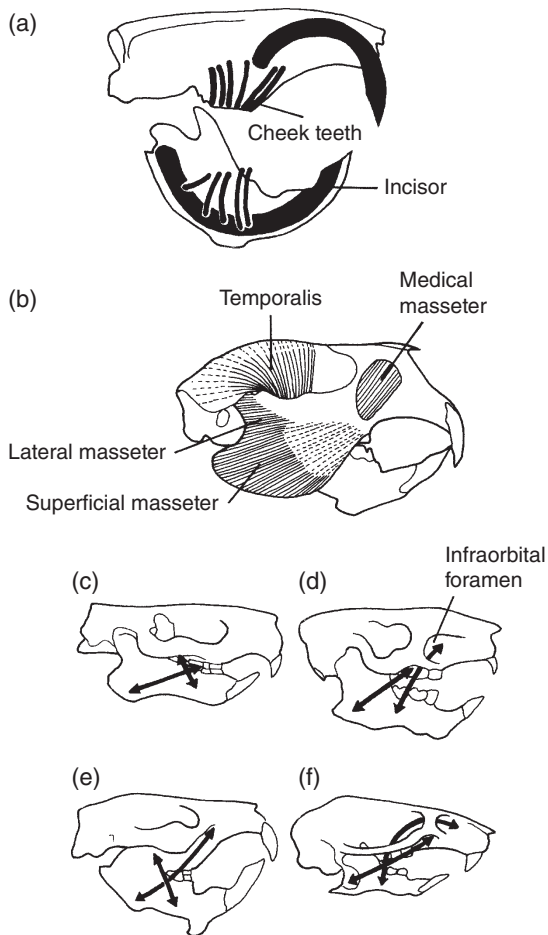 (a)
Cheek teeth
Incisor
(b)
Temporalis
Medical
masseter
Lateral masseter
Superficial masseter
Infraorbital
foramen
(c)
(d)
(e)
(f)